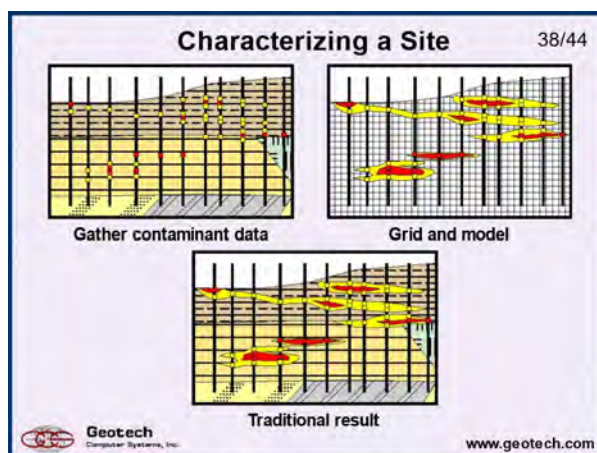 Characterizing a Site
38/44
Gather contaminant data
Grid and model
Traditional result
Geotech
Computer Systems, Inc.
www.geotech.com